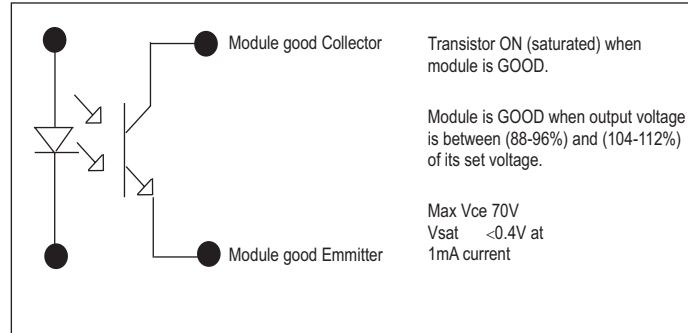 Module good Collector
Transistor ON (saturated) when
module is GOOD.
Module is GOOD when output voltage
is between (88-96%) and (104-112%)
of its set voltage.
Max Vce 70V
Vsat <0.4V at
1mA current
Module good Emmitter